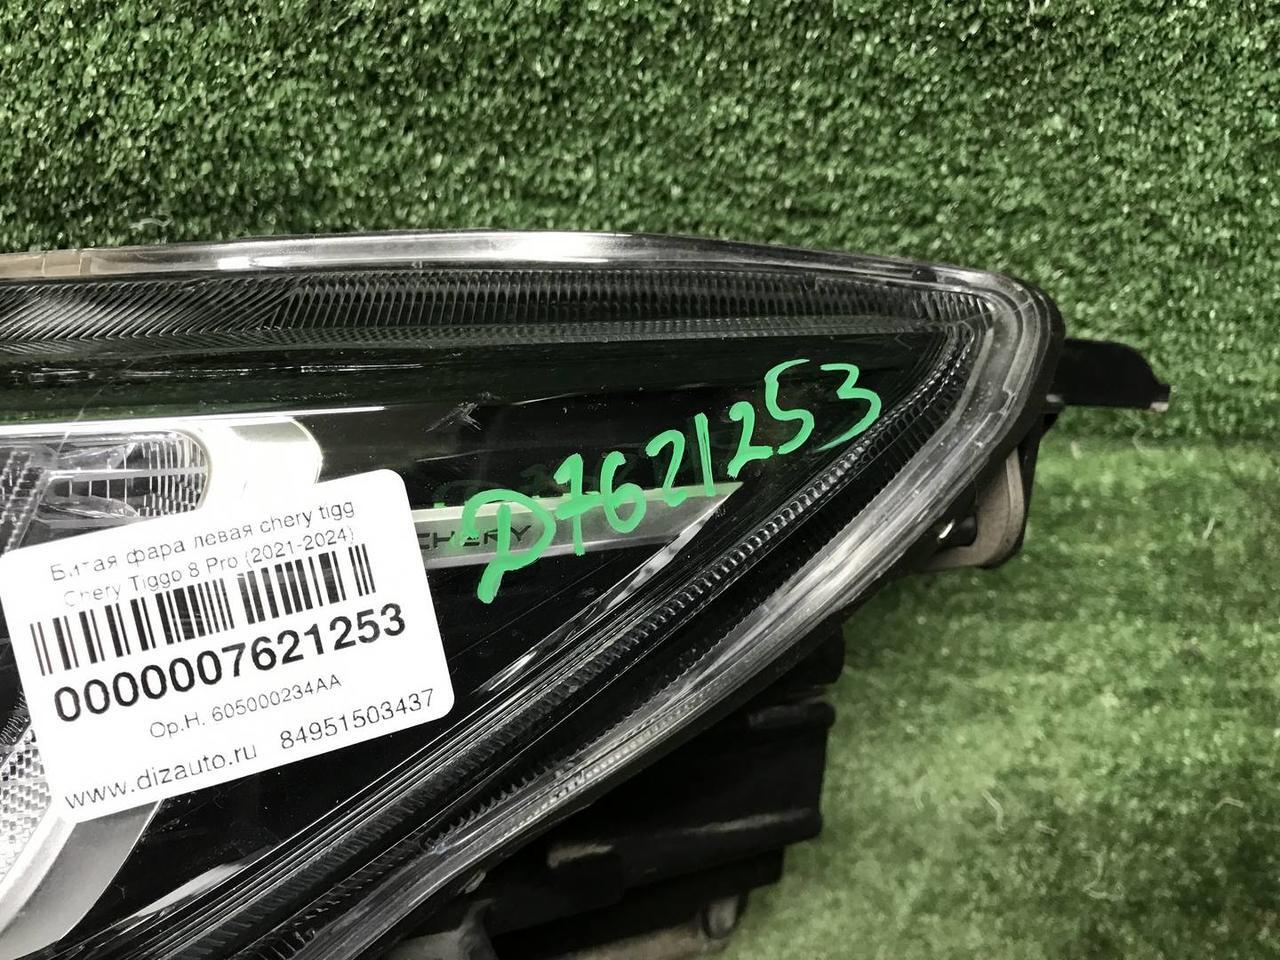 D7621253
CHERY
Битая фара левая chery tigg
Chery Tiggo 8 Pro (2021-2024)
0000007621253
Ор.Н. 605000234AA
www.dizauto.ru 84951503437